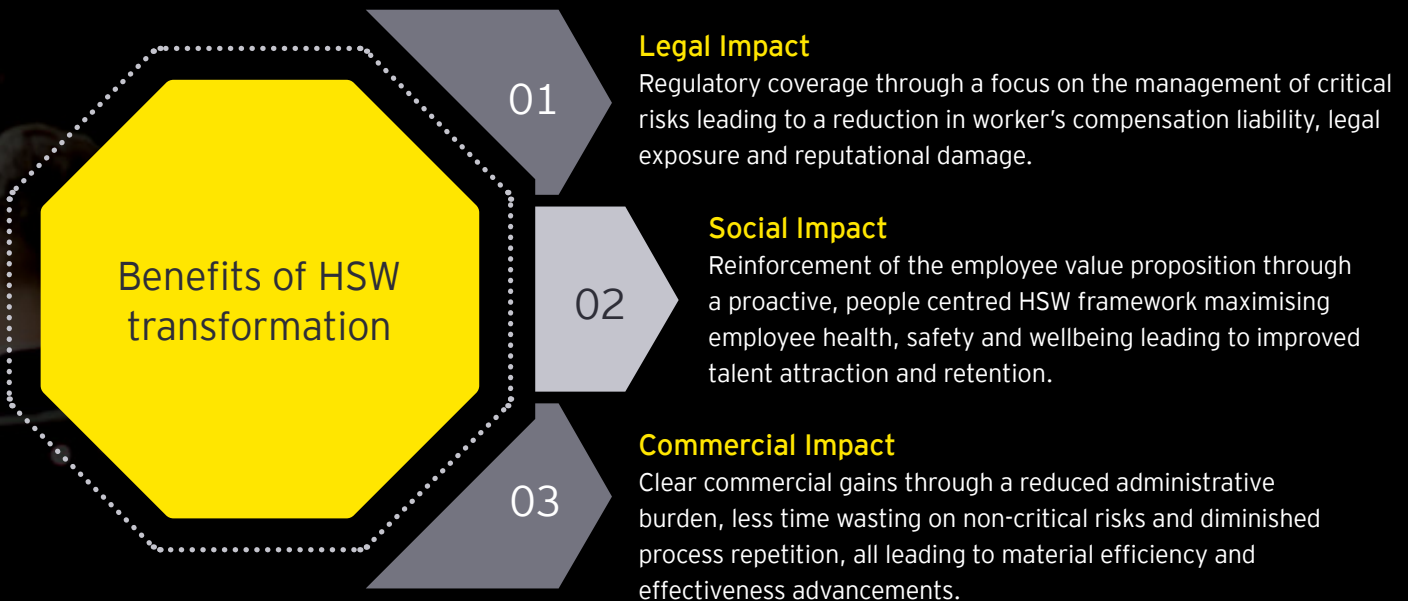 Benefits of HSW
transformation
01
Legal Impact
Regulatory coverage through a focus on the management of critical
risks leading to a reduction in worker’s compensation liability, legal
exposure and reputational damage.
02
Social Impact
Reinforcement of the employee value proposition through
a proactive, people centred HSW framework maximising
employee health, safety and wellbeing leading to improved
talent attraction and retention.
03
Commercial Impact
Clear commercial gains through a reduced administrative
burden, less time wasting on non-critical risks and diminished
process repetition, all leading to material efficiency and
effectiveness advancements.